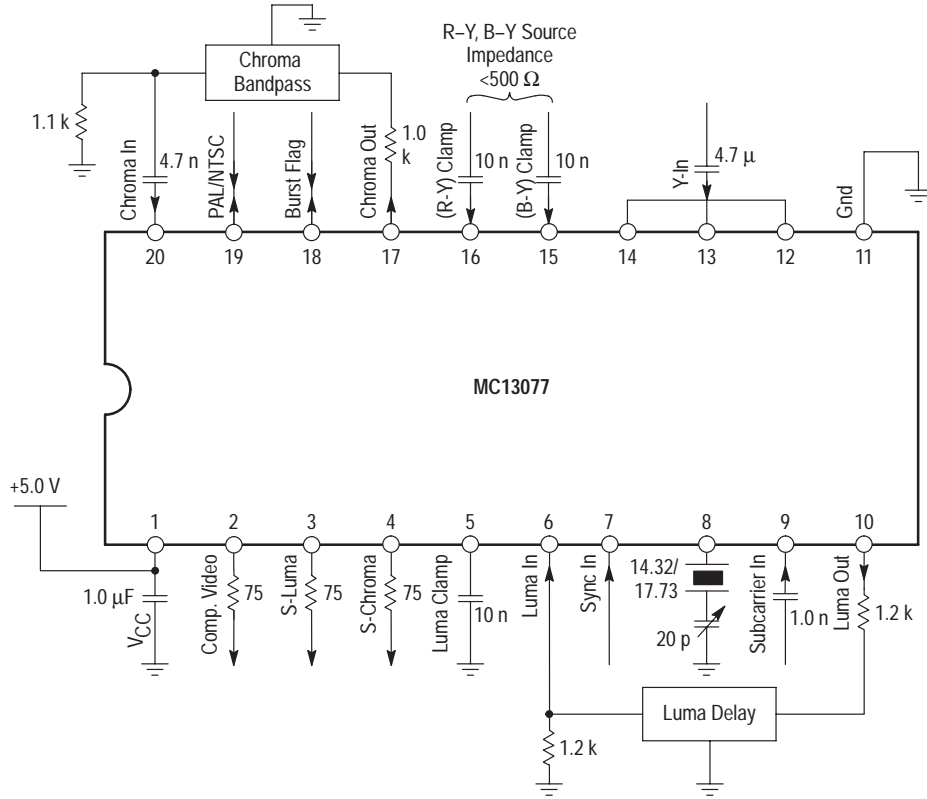 R–Y, B–Y Source
Impedance
<500 Ω
Chroma
Bandpass
1.1 k
Chroma In
4.7 n
PAL/NTSC
Burst Flag
Chroma Out
1.0
k
(R-Y) Clamp
10 n
(B-Y) Clamp
10 n
Y-In
4.7 µ
Gnd
20
19
18
17
16
15
14
13
12
11
MC13077
+5.0 V
1
2
3
4
5
6
7
8
9
10
1.0 µF
VCC
Comp. Video
75
S-Luma
75
S-Chroma
75
Luma Clamp
10 n
Luma In
Sync In
14.32/
17.73
20 p
Subcarrier In
1.0 n
Luma Out
1.2 k
Luma Delay
1.2 k